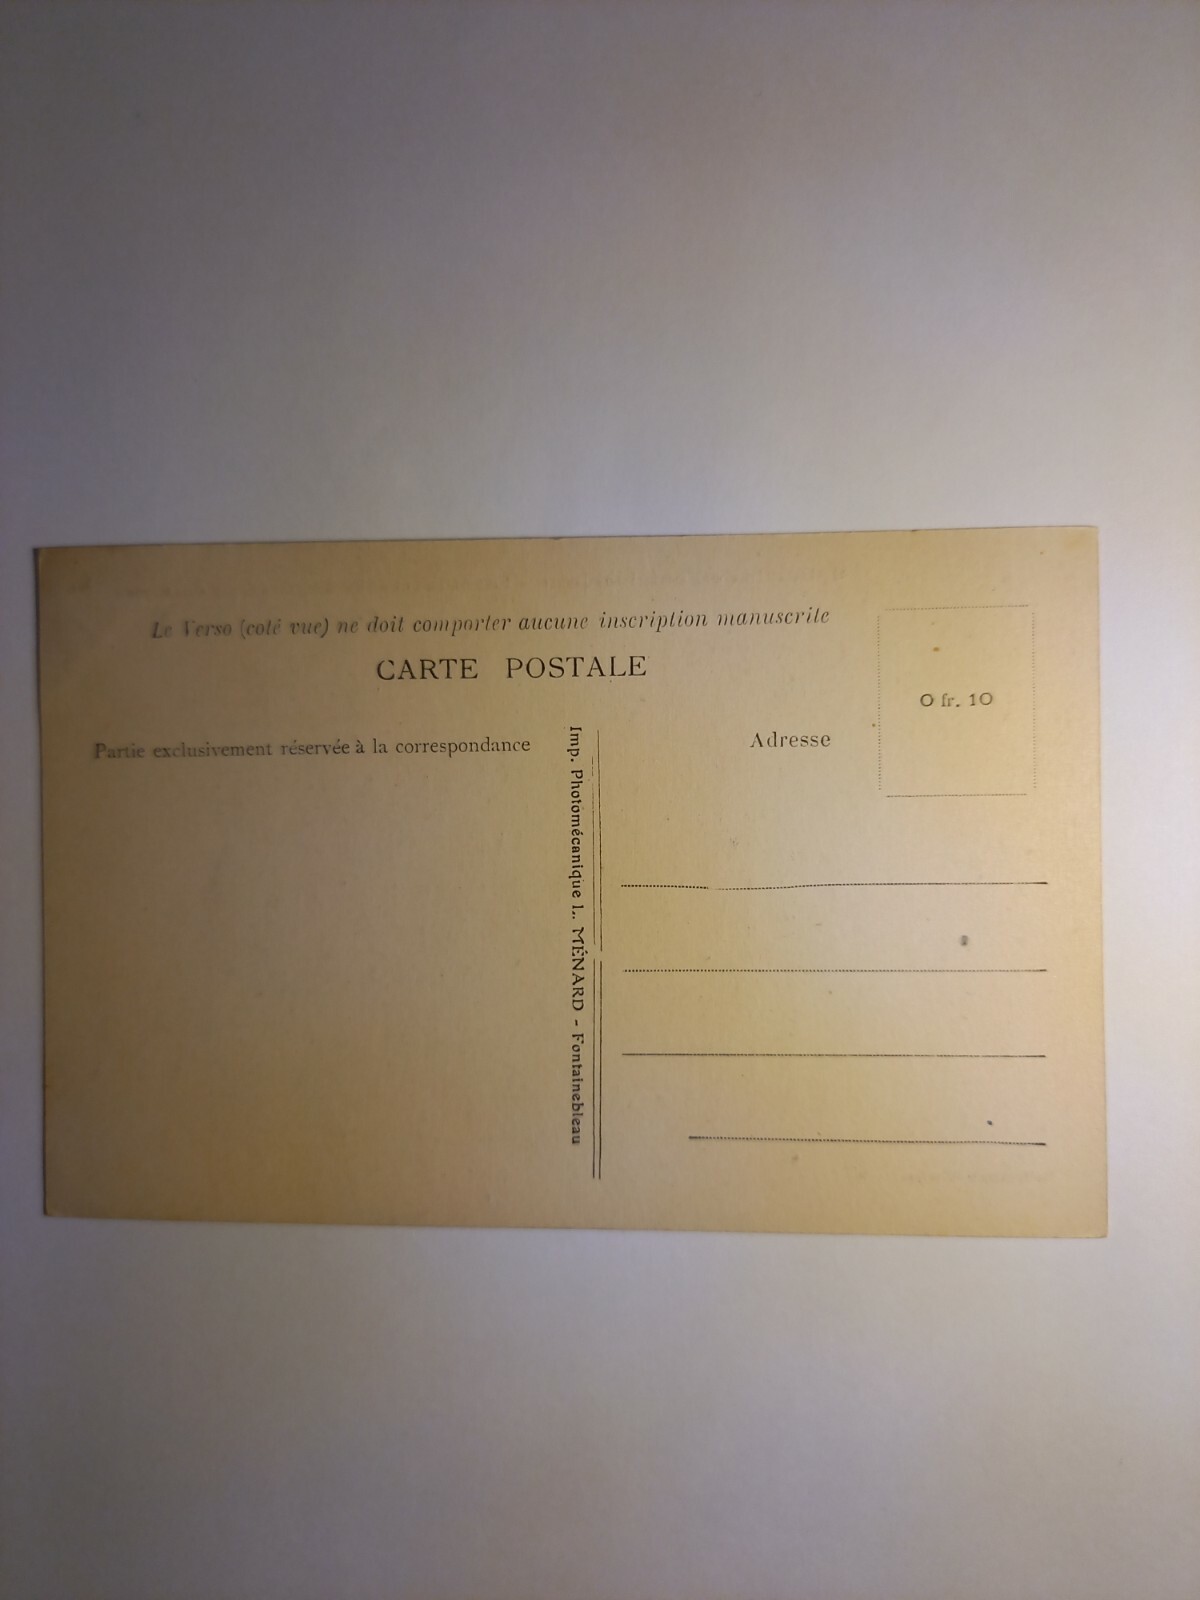 Le Verso (coté vue) ne doit comporter aucune inscription manuscrite
CARTE POSTALE
O fr. 10
Partie exclusivement réservée à la correspondance
Adresse
Imp. Photomécanique L. MÉNARD - Fontainebleau